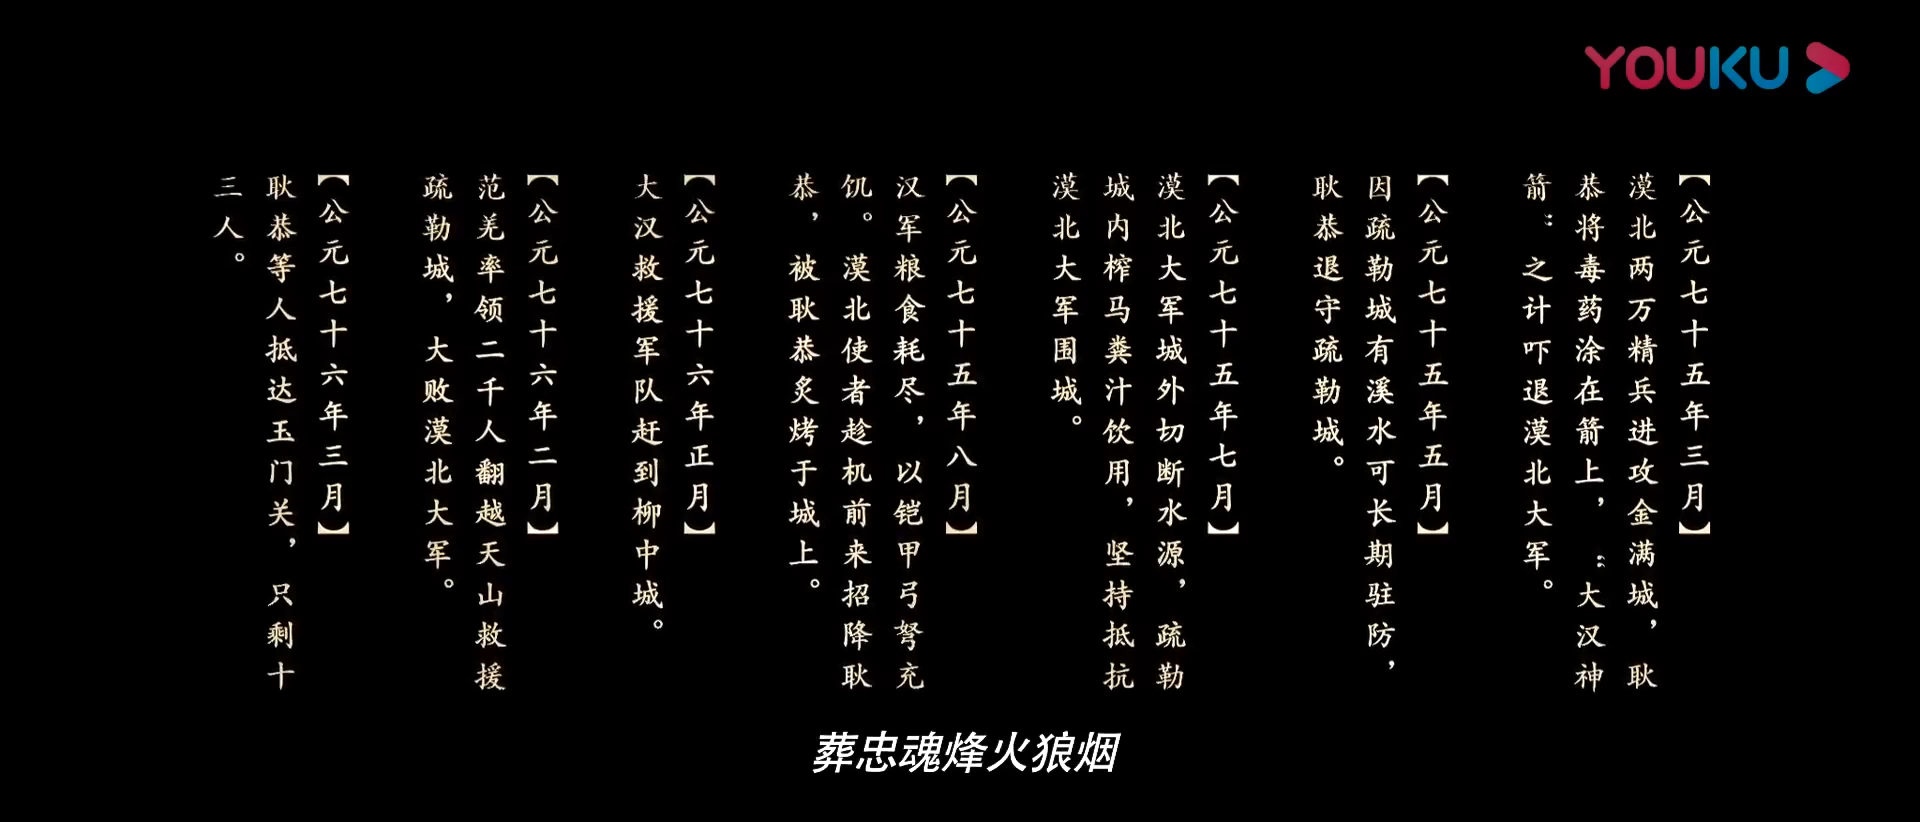 YOUKU
【公元七十五年三月】
漠北两万精兵进攻金满城，耿
恭将毒药涂在箭上，“大汉神
箭”之计吓退漠北大军。
【公元七十五年五月】
因疏勒城有溪水可长期驻防，
耿恭退守疏勒城。
【公元七十五年七月】
漠北大军城外切断水源，疏勒
城内榨马粪汁饮用，坚持抵抗
漠北大军围城。
【公元七十五年八月】
汉军粮食耗尽，以铠甲弓弩充
饥。漠北使者趁机前来招降耿
恭，被耿恭炙烤于城上。
【公元七十六年正月】
大汉救援军队赶到柳中城。
【公元七十六年二月】
范羌率领二千人翻越天山救援
疏勒城，大败漠北大军。
【公元七十六年三月】
耿恭等人抵达玉门关，只剩十
三人。
葬忠魂烽火狼烟